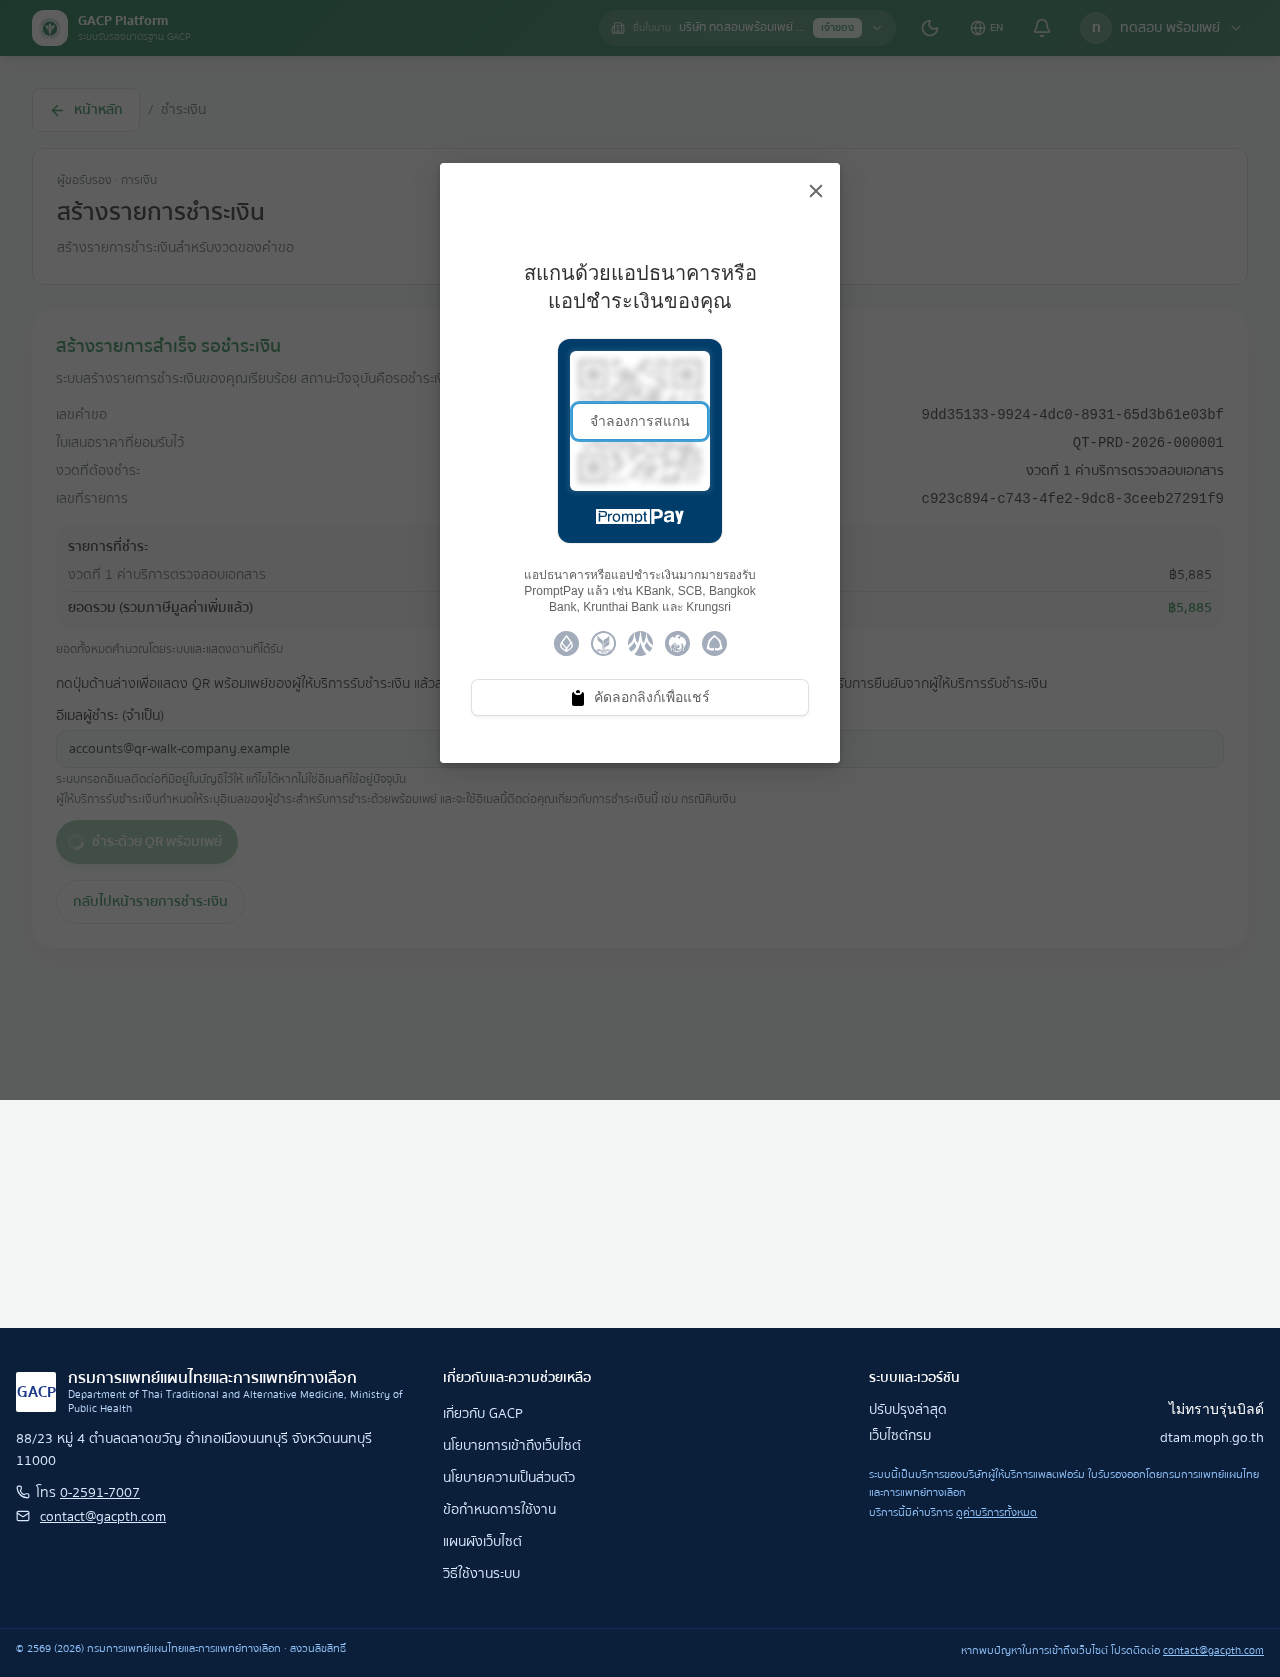 GACP Platform
ระบบรับรองมาตรฐาน GACP
ยื่นในนาม บริษัท ทดสอบพร้อมเพย์ ... เจ้าของ
EN
ท ทดสอบ พร้อมเพย์
หน้าหลัก / ชำระเงิน
ผู้ขอรับรอง · การเงิน
สร้างรายการชำระเงิน
สร้างรายการชำระเงินสำหรับงวดของคำขอ
สร้างรายการสำเร็จ รอชำระเงิน
ระบบสร้างรายการชำระเงินของคุณเรียบร้อย สถานะปัจจุบันคือรอชำระเงิ
เลขคำขอ 9dd35133-9924-4dc0-8931-65d3b61e03bf
ใบเสนอราคาที่ยอมรับไว้ QT-PRD-2026-000001
งวดที่ต้องชำระ งวดที่ 1 ค่าบริการตรวจสอบเอกสาร
เลขที่รายการ c923c894-c743-4fe2-9dc8-3ceeb27291f9
รายการที่ชำระ
งวดที่ 1 ค่าบริการตรวจสอบเอกสาร ฿5,885
ยอดรวม (รวมภาษีมูลค่าเพิ่มแล้ว) ฿5,885
ยอดทั้งหมดคำนวณโดยระบบและแสดงตามที่ได้รับ
กดปุ่มด้านล่างเพื่อแสดง QR พร้อมเพย์ของผู้ให้บริการรับชำระเงิน แล้วส รับการยืนยันจากผู้ให้บริการรับชำระเงิน
อีเมลผู้ชำระ (จำเป็น)
accounts@qr-walk-company.example
ระบบกรอกอีเมลติดต่อที่มีอยู่ในบัญชีไว้ให้ แก้ไขได้หากไม่ใช่อีเมลที่ใช้อยู่ปัจจุบัน
ผู้ให้บริการรับชำระเงินกำหนดให้ระบุอีเมลของผู้ชำระสำหรับการชำระด้วยพร้อมเพย์ และจะใช้อีเมลนี้ติดต่อคุณเกี่ยวกับการชำระเงินนี้ เช่น กรณีคืนเงิน
ชำระด้วย QR พร้อมเพย์
กลับไปหน้ารายการชำระเงิน
สแกนด้วยแอปธนาคารหรือ
แอปชำระเงินของคุณ
จำลองการสแกน
PromptPay
แอปธนาคารหรือแอปชำระเงินมากมายรองรับ
PromptPay แล้ว เช่น KBank, SCB, Bangkok
Bank, Krunthai Bank และ Krungsri
คัดลอกลิงก์เพื่อแชร์
GACP
กรมการแพทย์แผนไทยและการแพทย์ทางเลือก
Department of Thai Traditional and Alternative Medicine, Ministry of
Public Health
88/23 หมู่ 4 ตำบลตลาดขวัญ อำเภอเมืองนนทบุรี จังหวัดนนทบุรี
11000
โทร 0-2591-7007
contact@gacpth.com
เกี่ยวกับและความช่วยเหลือ
เกี่ยวกับ GACP
นโยบายการเข้าถึงเว็บไซต์
นโยบายความเป็นส่วนตัว
ข้อกำหนดการใช้งาน
แผนผังเว็บไซต์
วิธีใช้งานระบบ
ระบบและเวอร์ชัน
ปรับปรุงล่าสุด ไม่ทราบรุ่นบิลด์
เว็บไซต์กรม dtam.moph.go.th
ระบบนี้เป็นบริการของบริษัทผู้ให้บริการแพลตฟอร์ม ใบรับรองออกโดยกรมการแพทย์แผนไทย
และการแพทย์ทางเลือก
บริการนี้มีค่าบริการ ดูค่าบริการทั้งหมด
© 2569 (2026) กรมการแพทย์แผนไทยและการแพทย์ทางเลือก · สงวนลิขสิทธิ์
หากพบปัญหาในการเข้าถึงเว็บไซต์ โปรดติดต่อ contact@gacpth.com